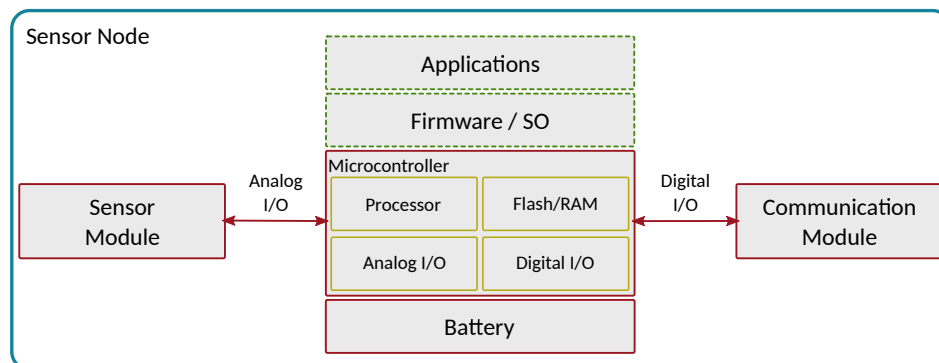 Sensor Node
Applications
Firmware / SO
Microcontroller
Processor
Flash/RAM
Analog I/O
Digital I/O
Battery
Sensor
Module
Analog
I/O
Digital
I/O
Communication
Module